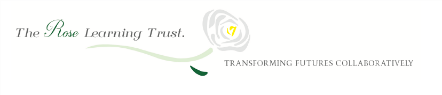 The Rose Learning Trust.
TRANSFORMING FUTURES COLLABORATIVELY